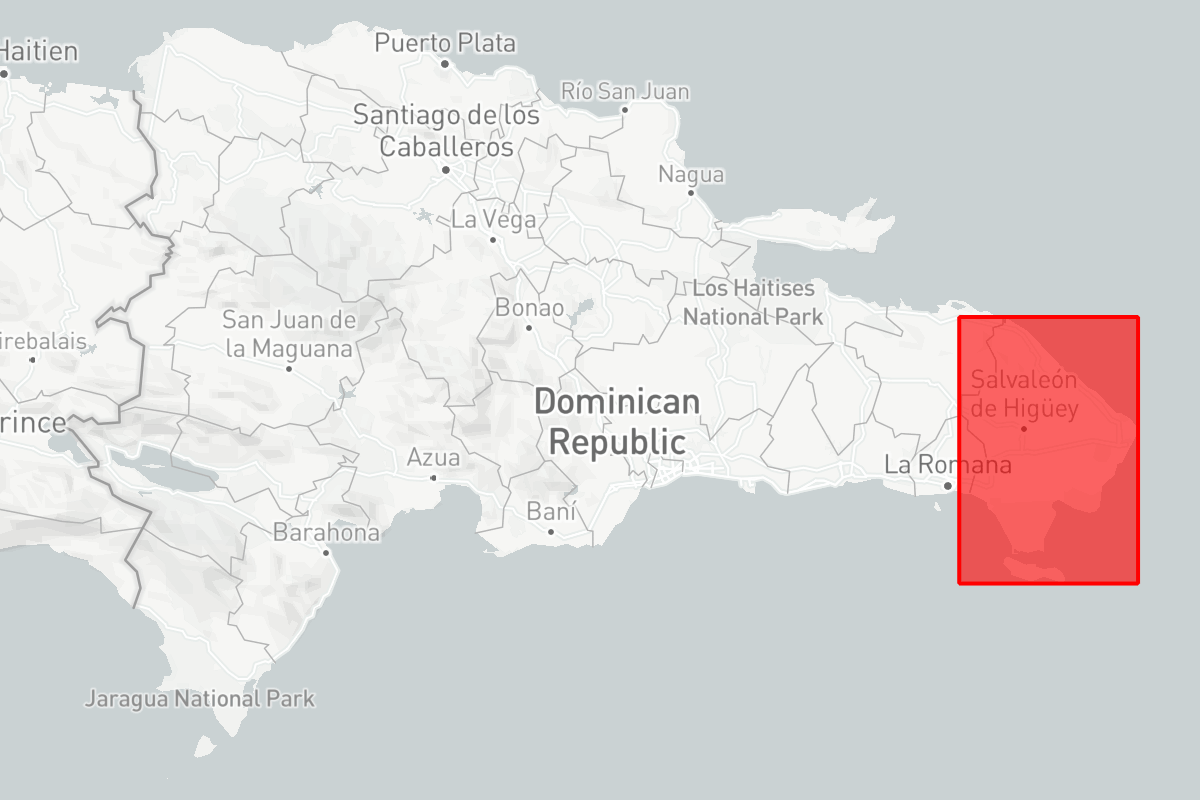 Haitien
Puerto Plata
Río San Juan
Santiago de los
Caballeros
Nagua
La Vega
Los Haitises
National Park
Bonao
San Juan de
la Maguana
irebalais
Salvaleón
de Higüey
Dominican
Republic
rince
Azua
La Romana
Baní
Barahona
Jaragua National Park